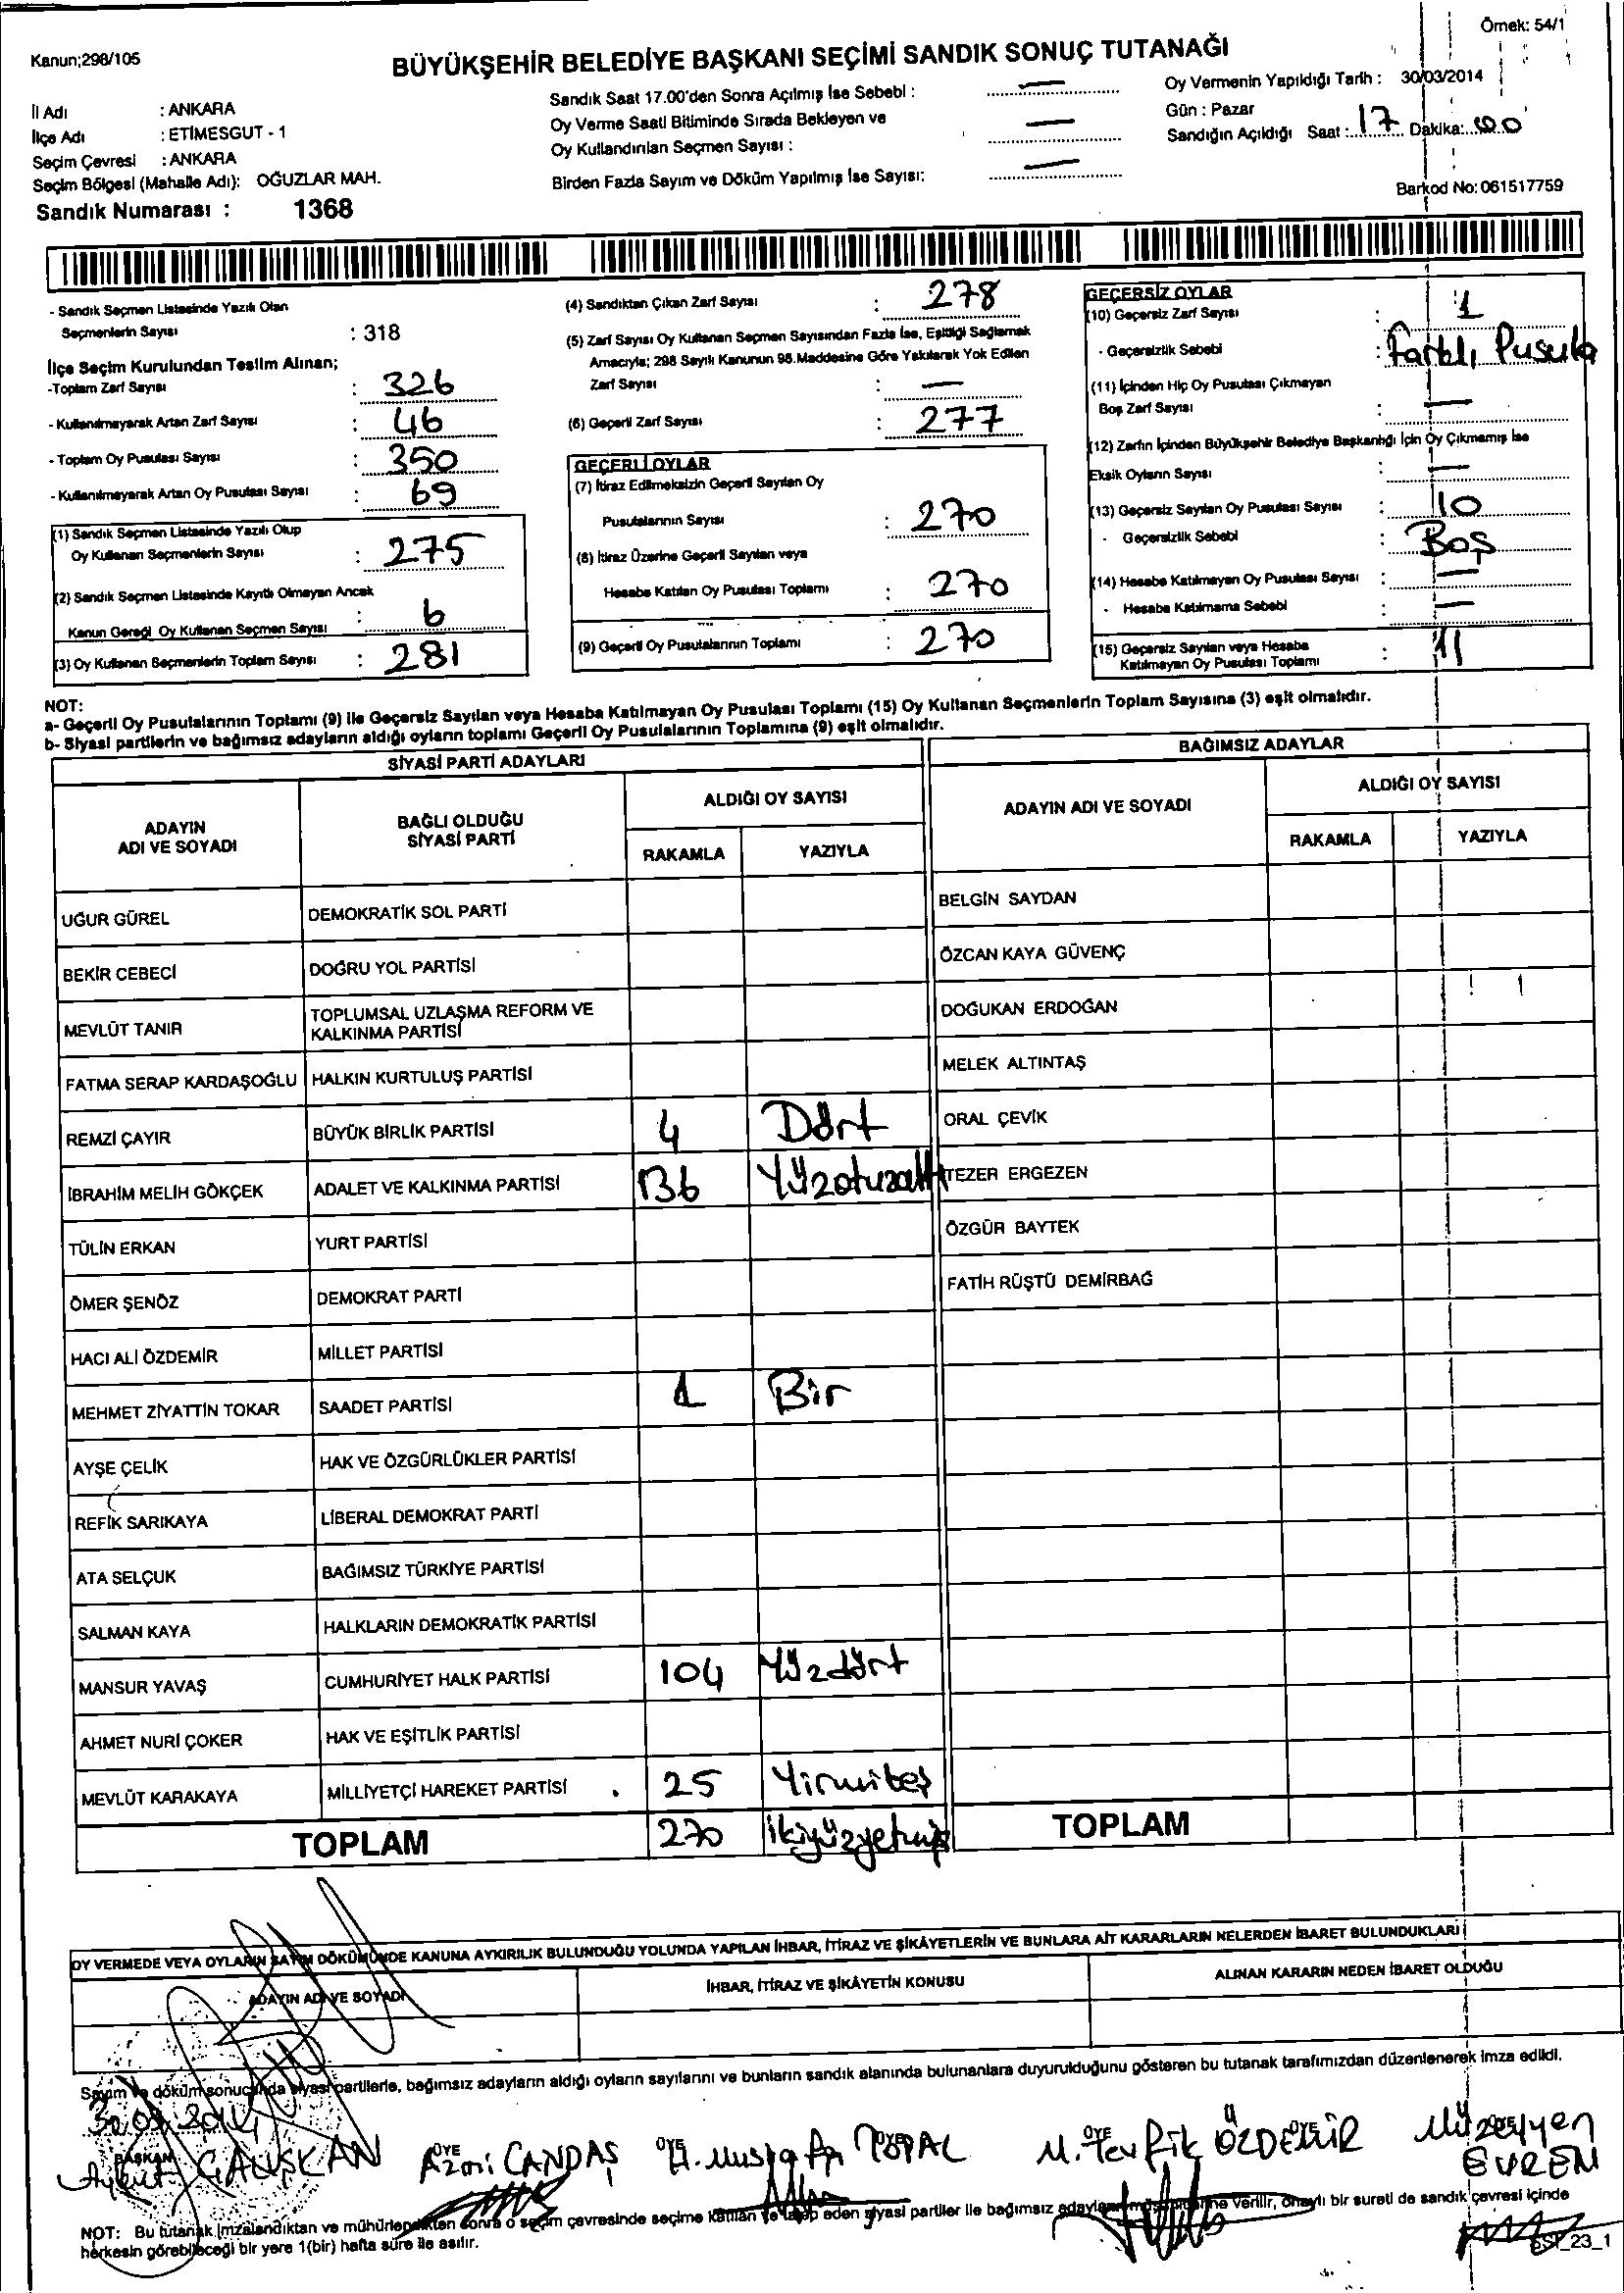 Örnek: 54/1
Kanun;298/105
BÜYÜKŞEHİR BELEDİYE BAŞKANI SEÇİMİ SANDIK SONUÇ TUTANAĞI
İl Adı : ANKARA
İlçe Adı : ETİMESGUT - 1
Seçim Çevresi : ANKARA
Seçim Bölgesi (Mahalle Adı): OĞUZLAR MAH.
Sandık Numarası : 1368
Sandık Saat 17.00'den Sonra Açılmış İse Sebebi : —
Oy Verme Saati Bitiminde Sırada Bekleyen ve
Oy Kullandırılan Seçmen Sayısı : —
Birden Fazla Sayım ve Döküm Yapılmış İse Sayısı: —
Oy Vermenin Yapıldığı Tarih : 30/03/2014
Gün : Pazar
Sandığın Açıldığı Saat : 17 Dakika: 00
Barkod No: 061517759
- Sandık Seçmen Listesinde Yazılı Olan
Seçmenlerin Sayısı : 318
İlçe Seçim Kurulundan Teslim Alınan;
-Toplam Zarf Sayısı : 326
- Kullanılmayarak Artan Zarf Sayısı : 46
- Toplam Oy Pusulası Sayısı : 350
- Kullanılmayarak Artan Oy Pusulası Sayısı : 69
(1) Sandık Seçmen Listesinde Yazılı Olup
Oy Kullanan Seçmenlerin Sayısı : 275
(2) Sandık Seçmen Listesinde Kayıtlı Olmayan Ancak
Kanun Gereği Oy Kullanan Seçmen Sayısı : 6
(3) Oy Kullanan Seçmenlerin Toplam Sayısı : 281
(4) Sandıktan Çıkan Zarf Sayısı : 278
(5) Zarf Sayısı Oy Kullanan Seçmen Sayısından Fazla İse, Eşitliği Sağlamak
Amacıyla; 298 Sayılı Kanunun 98.Maddesine Göre Yakılarak Yok Edilen
Zarf Sayısı : —
(6) Geçerli Zarf Sayısı : 277
GEÇERLİ OYLAR
(7) İtiraz Edilmeksizin Geçerli Sayılan Oy
Pusulalarının Sayısı : 270
(8) İtiraz Üzerine Geçerli Sayılan veya
Hesaba Katılan Oy Pusulası Toplamı : 270
(9) Geçerli Oy Pusulalarının Toplamı : 270
GEÇERSİZ OYLAR
(10) Geçersiz Zarf Sayısı : 1
- Geçersizlik Sebebi : Farklı Pusula
(11) İçinden Hiç Oy Pusulası Çıkmayan
Boş Zarf Sayısı : —
(12) Zarfın İçinden Büyükşehir Belediye Başkanlığı İçin Oy Çıkmamış İse
Eksik Oyların Sayısı : —
(13) Geçersiz Sayılan Oy Pusulası Sayısı : 10
- Geçersizlik Sebebi : Boş
(14) Hesaba Katılmayan Oy Pusulası Sayısı : —
- Hesaba Katılmama Sebebi : —
(15) Geçersiz Sayılan veya Hesaba
Katılmayan Oy Pusulası Toplamı : 11
NOT:
a- Geçerli Oy Pusulalarının Toplamı (9) ile Geçersiz Sayılan veya Hesaba Katılmayan Oy Pusulası Toplamı (15) Oy Kullanan Seçmenlerin Toplam Sayısına (3) eşit olmalıdır.
b- Siyasi partilerin ve bağımsız adayların aldığı oyların toplamı Geçerli Oy Pusulalarının Toplamına (9) eşit olmalıdır.
SİYASİ PARTİ ADAYLARI
ADAYIN ADI VE SOYADI
BAĞLI OLDUĞU SİYASİ PARTİ
ALDIĞI OY SAYISI
RAKAMLA YAZIYLA
UĞUR GÜREL DEMOKRATİK SOL PARTİ
BEKİR CEBECİ DOĞRU YOL PARTİSİ
MEVLÜT TANIR TOPLUMSAL UZLAŞMA REFORM VE KALKINMA PARTİSİ
FATMA SERAP KARDAŞOĞLU HALKIN KURTULUŞ PARTİSİ
REMZİ ÇAYIR BÜYÜK BİRLİK PARTİSİ 4 Dört
İBRAHİM MELİH GÖKÇEK ADALET VE KALKINMA PARTİSİ 136 Yüzotuzaltı
TÜLİN ERKAN YURT PARTİSİ
ÖMER ŞENÖZ DEMOKRAT PARTİ
HACI ALİ ÖZDEMİR MİLLET PARTİSİ
MEHMET ZİYATTİN TOKAR SAADET PARTİSİ 1 Bir
AYŞE ÇELİK HAK VE ÖZGÜRLÜKLER PARTİSİ
REFİK SARIKAYA LİBERAL DEMOKRAT PARTİ
ATA SELÇUK BAĞIMSIZ TÜRKİYE PARTİSİ
SALMAN KAYA HALKLARIN DEMOKRATİK PARTİSİ
MANSUR YAVAŞ CUMHURİYET HALK PARTİSİ 104 Yüzdört
AHMET NURİ ÇOKER HAK VE EŞİTLİK PARTİSİ
MEVLÜT KARAKAYA MİLLİYETÇİ HAREKET PARTİSİ 25 Yirmibeş
TOPLAM 270 İkiyüzyetmiş
BAĞIMSIZ ADAYLAR
ADAYIN ADI VE SOYADI
ALDIĞI OY SAYISI
RAKAMLA YAZIYLA
BELGİN SAYDAN
ÖZCAN KAYA GÜVENÇ
DOĞUKAN ERDOĞAN
MELEK ALTINTAŞ
ORAL ÇEVİK
TEZER ERGEZEN
ÖZGÜR BAYTEK
FATİH RÜŞTÜ DEMİRBAĞ
TOPLAM
OY VERMEDE VEYA OYLARIN SAYIM DÖKÜMÜNDE KANUNA AYKIRILIK BULUNDUĞU YOLUNDA YAPILAN İHBAR, İTİRAZ VE ŞİKÂYETLERİN VE BUNLARA AİT KARARLARIN NELERDEN İBARET BULUNDUKLARI
ADAYIN ADI VE SOYADI
İHBAR, İTİRAZ VE ŞİKÂYETİN KONUSU
ALINAN KARARIN NEDEN İBARET OLDUĞU
Sayım ve döküm sonucunda siyasi partilerle, bağımsız adayların aldığı oyların sayılarını ve bunların sandık alanında bulunanlara duyurulduğunu gösteren bu tutanak tarafımızdan düzenlenerek imza edildi.
30.03.2014
BAŞKAN ÜYE ÜYE ÜYE ÜYE
Aykut ÇALIŞKAN Azmi CANDAŞ H. Mustafa TOPAL M. Tevfik ÖZDEMİR Müzeyyen
EVREN
NOT: Bu tutanak imzalandıktan ve mühürlendikten sonra o seçim çevresinde seçime katılan ve talep eden siyasi partiler ile bağımsız adayların müşahitlerine verilir, onaylı bir sureti de sandık çevresi içinde
herkesin görebileceği bir yere 1(bir) hafta süre ile asılır.